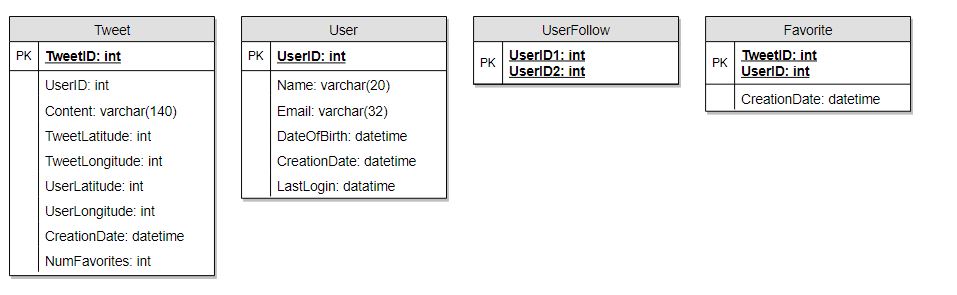 Tweet
PK TweetID: int
UserID: int
Content: varchar(140)
TweetLatitude: int
TweetLongitude: int
UserLatitude: int
UserLongitude: int
CreationDate: datetime
NumFavorites: int
User
PK UserID: int
Name: varchar(20)
Email: varchar(32)
DateOfBirth: datetime
CreationDate: datetime
LastLogin: datatime
UserFollow
PK UserID1: int
UserID2: int
Favorite
PK TweetID: int
UserID: int
CreationDate: datetime